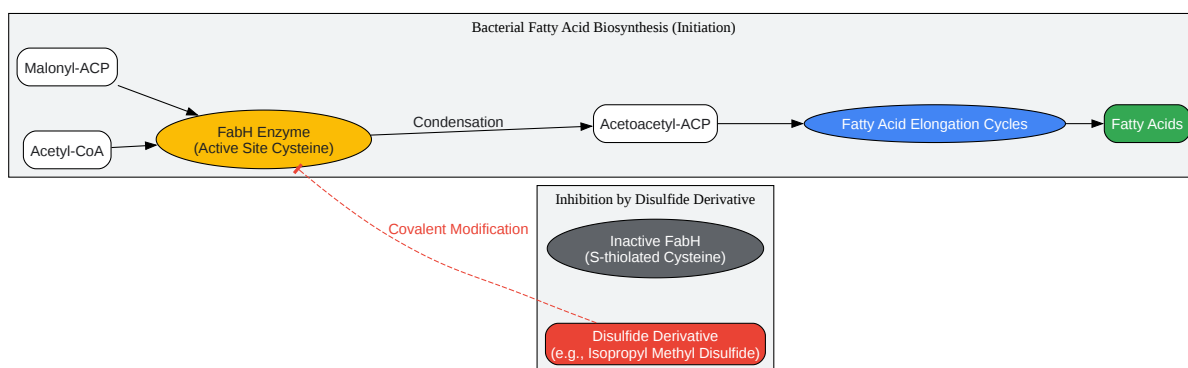 Bacterial Fatty Acid Biosynthesis (Initiation)
Malonyl-ACP
Acetyl-CoA
FabH Enzyme
(Active Site Cysteine)
Condensation
Acetoacetyl-ACP
Fatty Acid Elongation Cycles
Fatty Acids
Inhibition by Disulfide Derivative
Covalent Modification
Inactive FabH
(S-thiolated Cysteine)
Disulfide Derivative
(e.g., Isopropyl Methyl Disulfide)